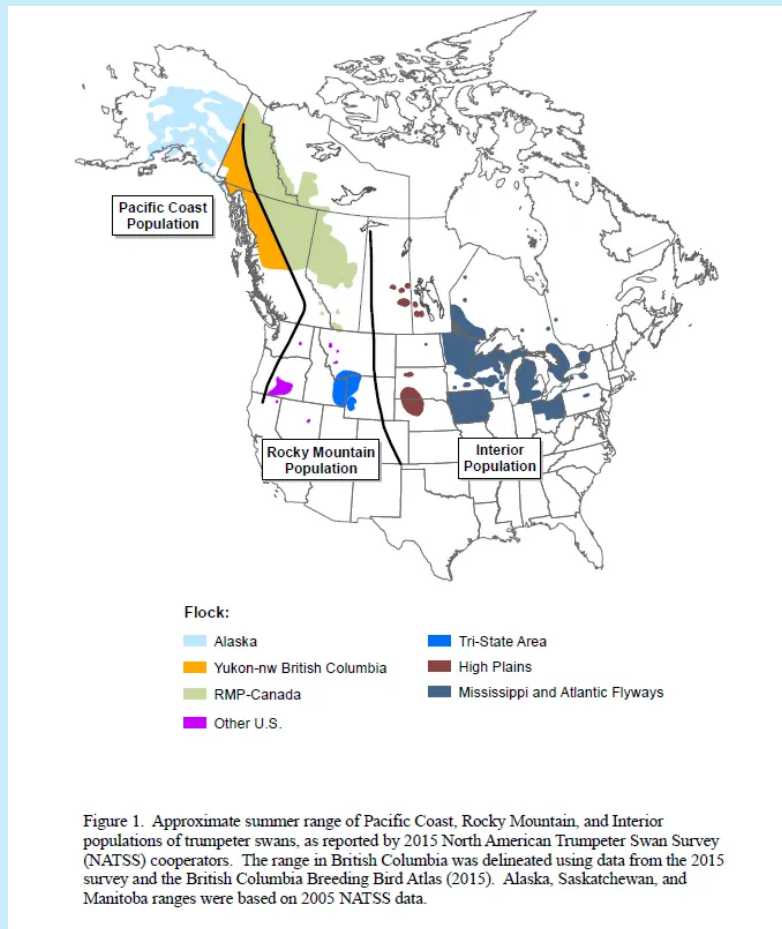 Pacific Coast
Population
Rocky Mountain
Population
Interior
Population
Flock:
Alaska
Yukon-nw British Columbia
RMP-Canada
Other U.S.
Tri-State Area
High Plains
Mississippi and Atlantic Flyways
Figure 1.  Approximate summer range of Pacific Coast, Rocky Mountain, and Interior
populations of trumpeter swans, as reported by 2015 North American Trumpeter Swan Survey
(NATSS) cooperators.  The range in British Columbia was delineated using data from the 2015
survey and the British Columbia Breeding Bird Atlas (2015).  Alaska, Saskatchewan, and
Manitoba ranges were based on 2005 NATSS data.